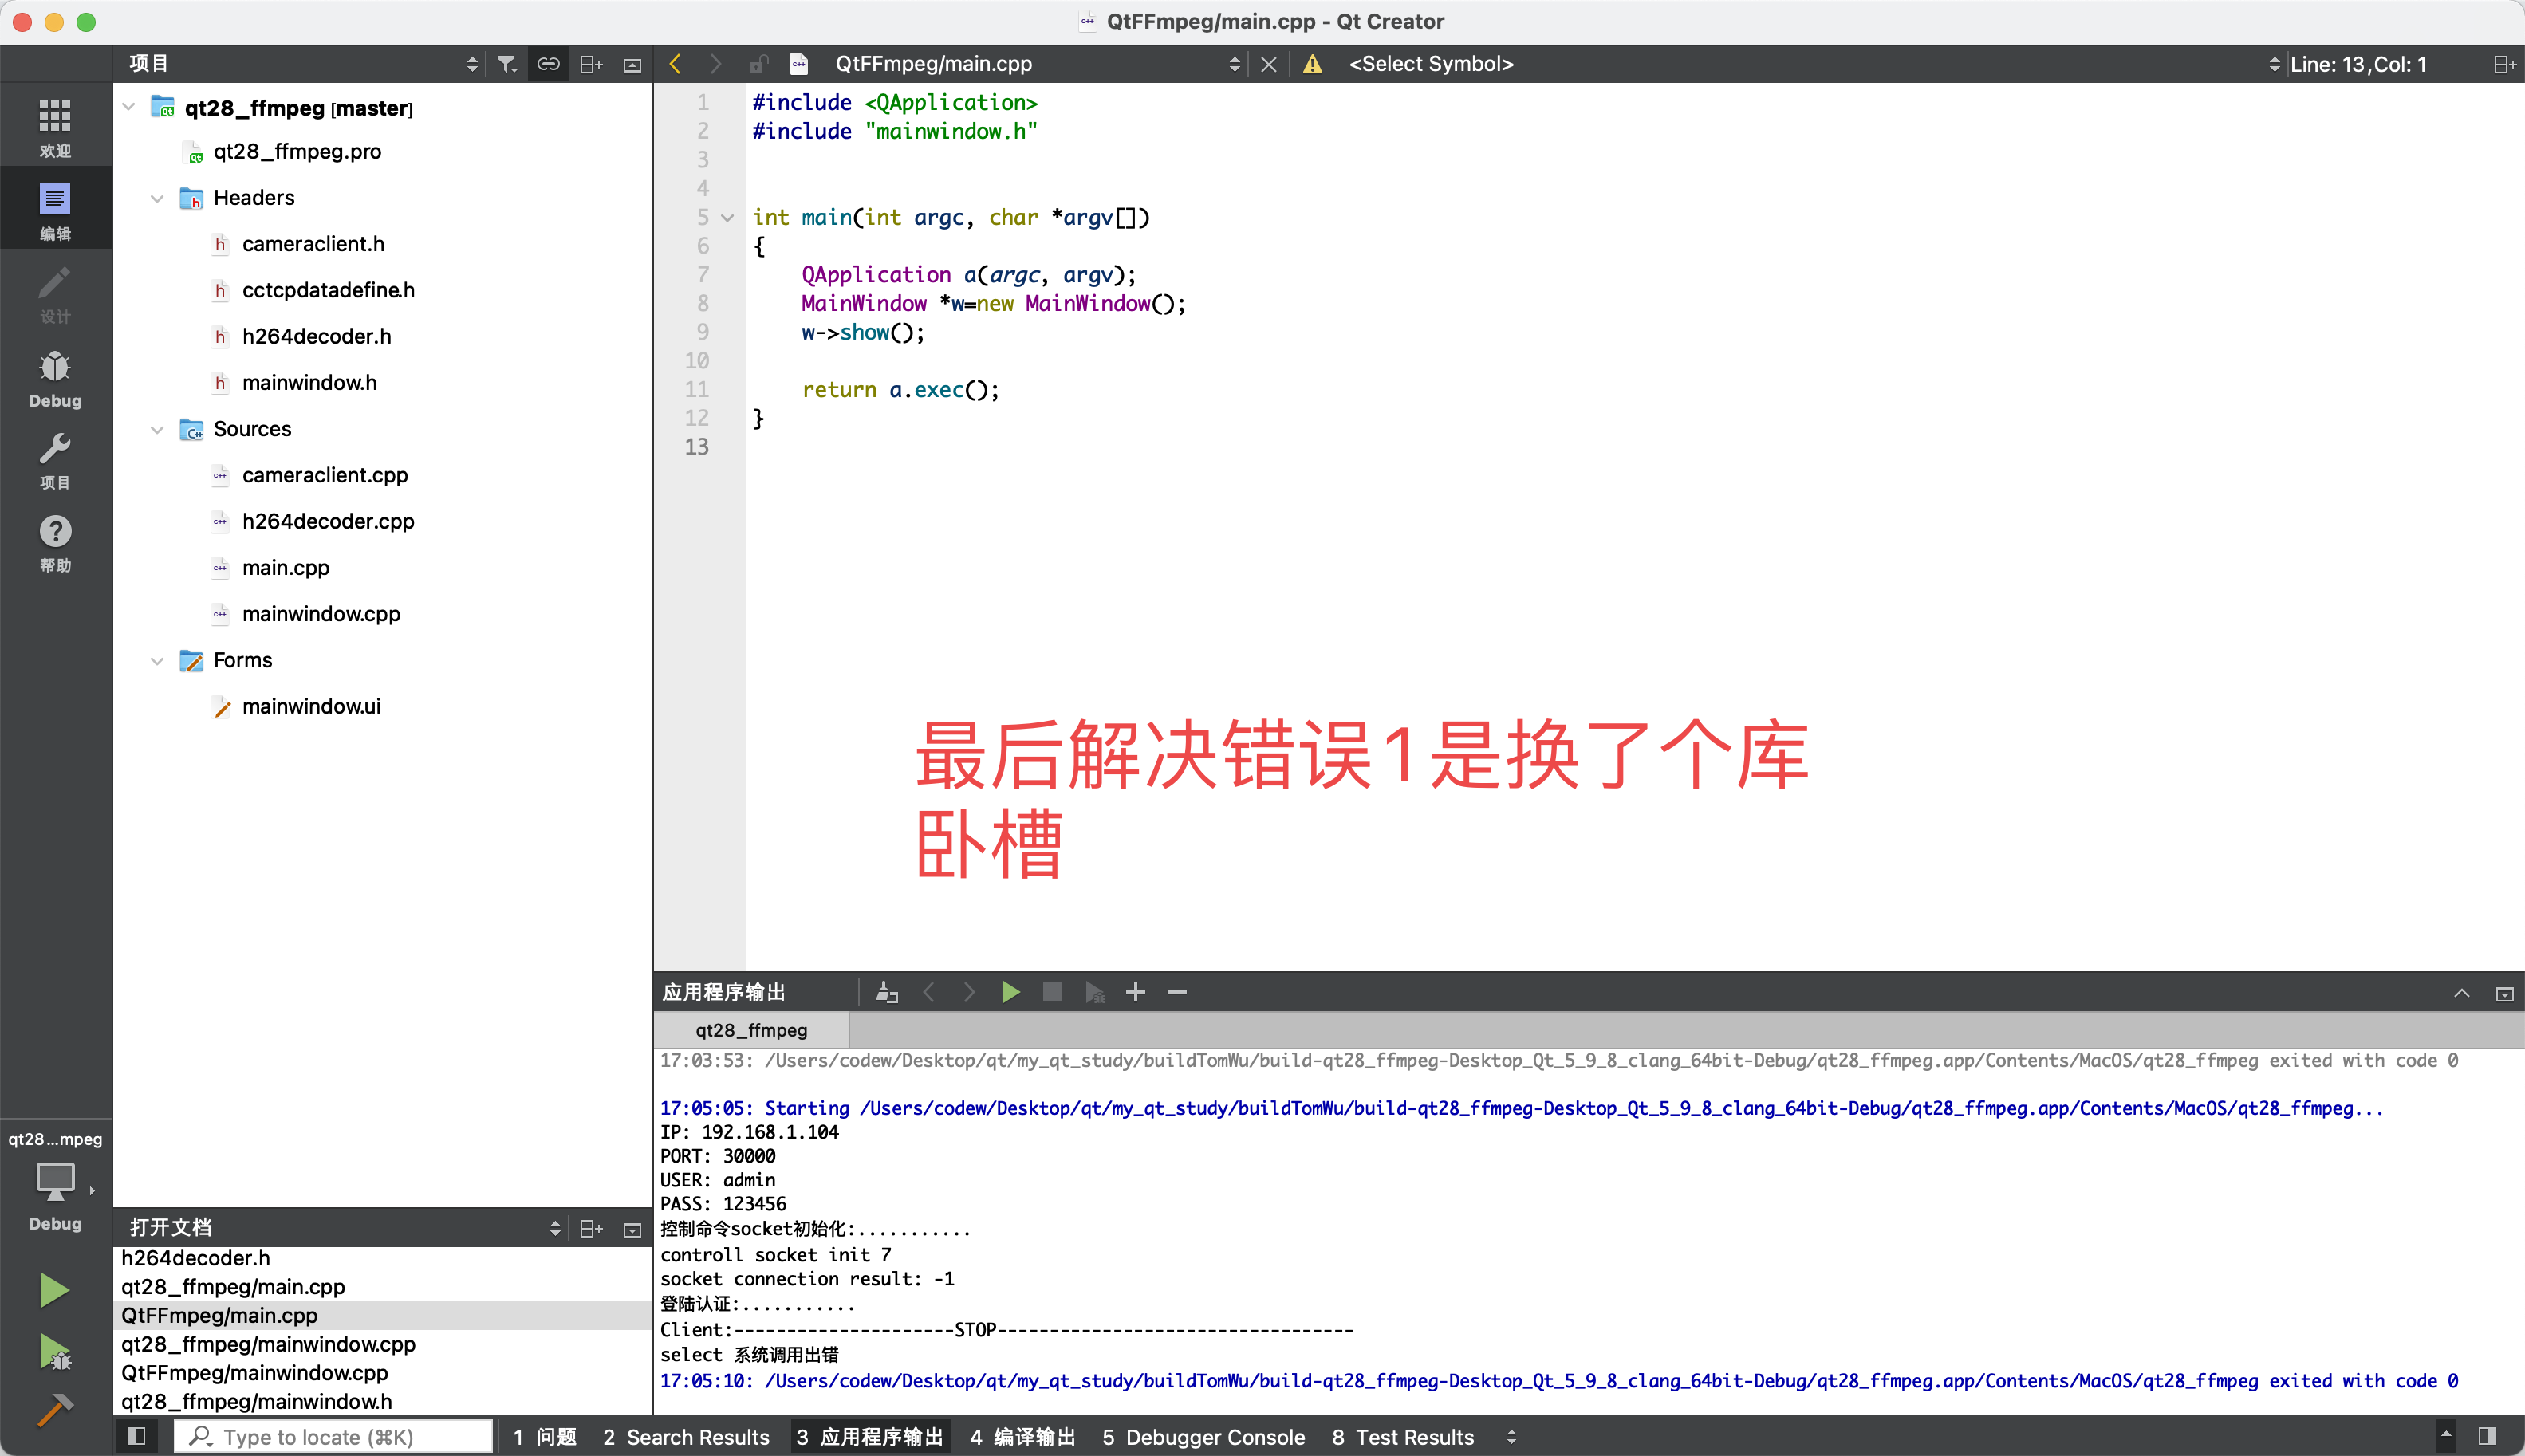 QtFFmpeg/main.cpp - Qt Creator
项目
QtFFmpeg/main.cpp
<Select Symbol>
Line: 13,Col: 1
欢迎
编辑
设计
Debug
项目
帮助
qt28_ffmpeg [master]
qt28_ffmpeg.pro
Headers
cameraclient.h
cctcpdatadefine.h
h264decoder.h
mainwindow.h
Sources
cameraclient.cpp
h264decoder.cpp
main.cpp
mainwindow.cpp
Forms
mainwindow.ui
1 #include <QApplication>
2 #include "mainwindow.h"
3
4
5 int main(int argc, char *argv[])
6 {
7 QApplication a(argc, argv);
8 MainWindow *w=new MainWindow();
9 w->show();
10
11 return a.exec();
12 }
13
最后解决错误1是换了个库
卧槽
应用程序输出
qt28_ffmpeg
17:03:53: /Users/codew/Desktop/qt/my_qt_study/buildTomWu/build-qt28_ffmpeg-Desktop_Qt_5_9_8_clang_64bit-Debug/qt28_ffmpeg.app/Contents/MacOS/qt28_ffmpeg exited with code 0
17:05:05: Starting /Users/codew/Desktop/qt/my_qt_study/buildTomWu/build-qt28_ffmpeg-Desktop_Qt_5_9_8_clang_64bit-Debug/qt28_ffmpeg.app/Contents/MacOS/qt28_ffmpeg...
IP: 192.168.1.104
PORT: 30000
USER: admin
PASS: 123456
控制命令socket初始化:...........
controll socket init 7
socket connection result: -1
登陆认证:...........
Client:---------------------STOP----------------------------------
select 系统调用出错
17:05:10: /Users/codew/Desktop/qt/my_qt_study/buildTomWu/build-qt28_ffmpeg-Desktop_Qt_5_9_8_clang_64bit-Debug/qt28_ffmpeg.app/Contents/MacOS/qt28_ffmpeg exited with code 0
qt28...mpeg
Debug
打开文档
h264decoder.h
qt28_ffmpeg/main.cpp
QtFFmpeg/main.cpp
qt28_ffmpeg/mainwindow.cpp
QtFFmpeg/mainwindow.cpp
qt28_ffmpeg/mainwindow.h
Type to locate (⌘K)
1 问题
2 Search Results
3 应用程序输出
4 编译输出
5 Debugger Console
8 Test Results